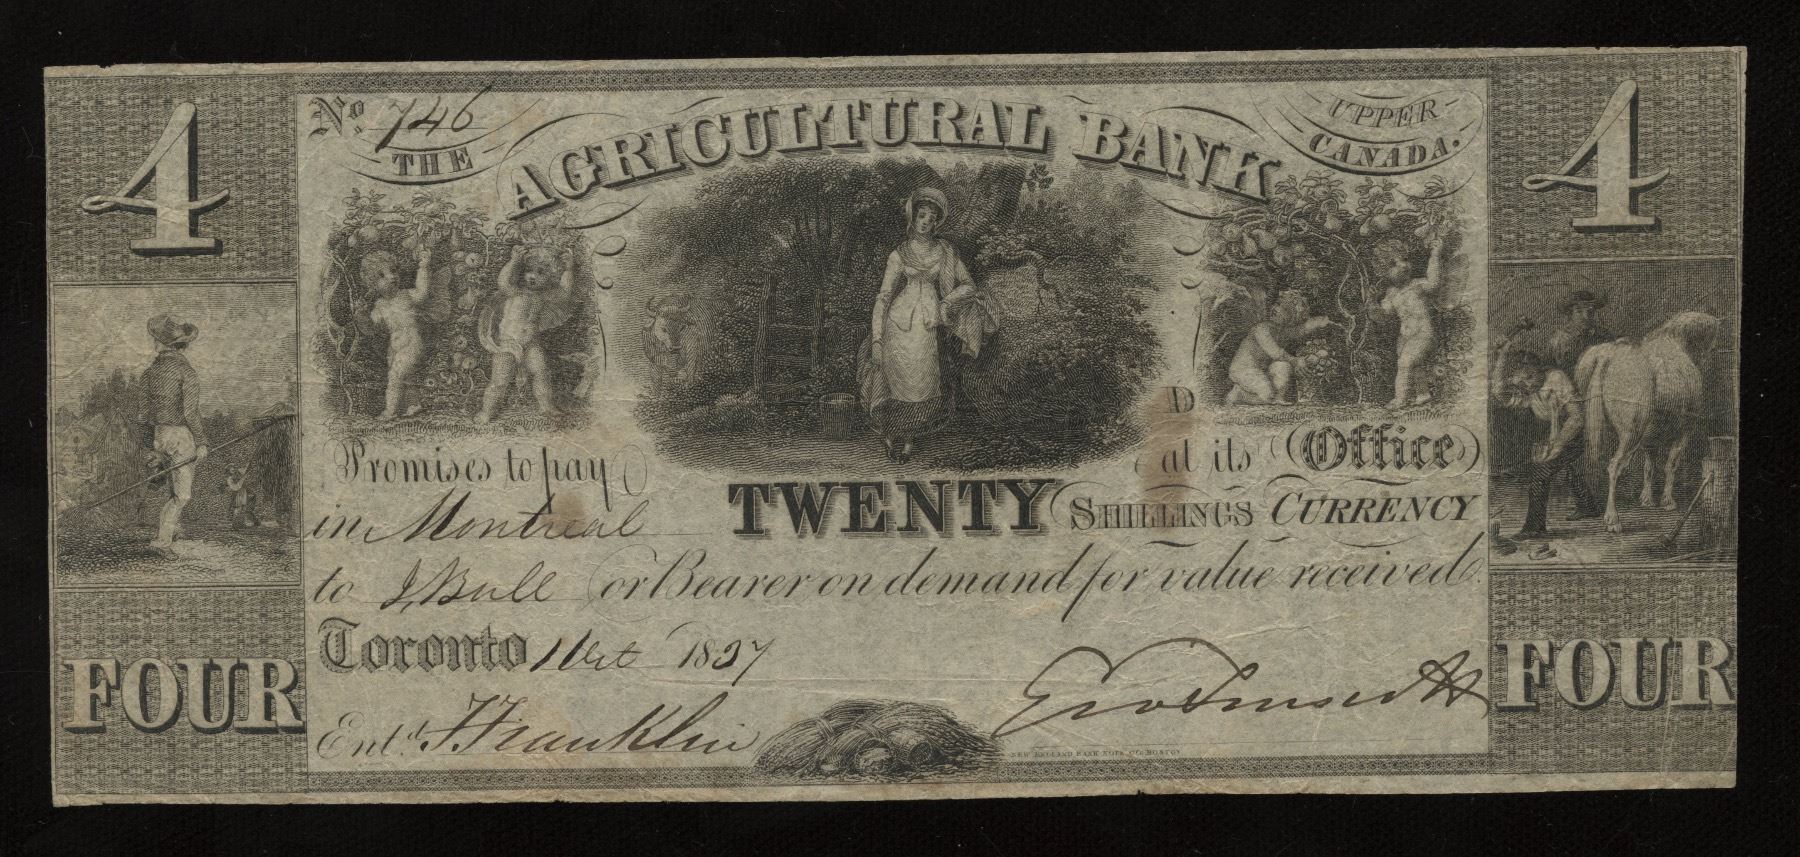 4
4
No. 746
THE
AGRICULTURAL BANK
UPPER
CANADA.
D
Promises to pay
at its Office
in Montreal
TWENTY SHILLINGS CURRENCY
to J. Bull or Bearer on demand for value received.
Toronto 1 Oct 1837
FOUR
FOUR
Entd. J Franklin
NEW ENGLAND BANK NOTE CO. BOSTON